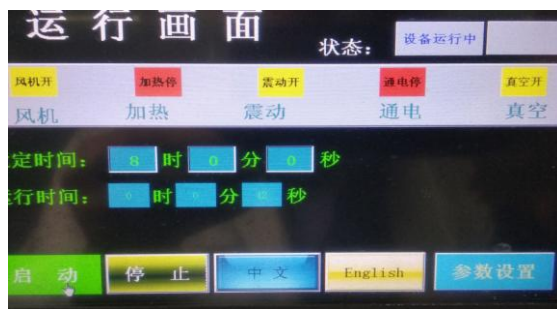 运行画面
状态： 设备运行中
风机开 加热停 震动开 通电停 真空开
风机 加热 震动 通电 真空
定时间： 8 时 0 分 0 秒
行时间： 时 分 秒
启动 停止 中文 English 参数设置